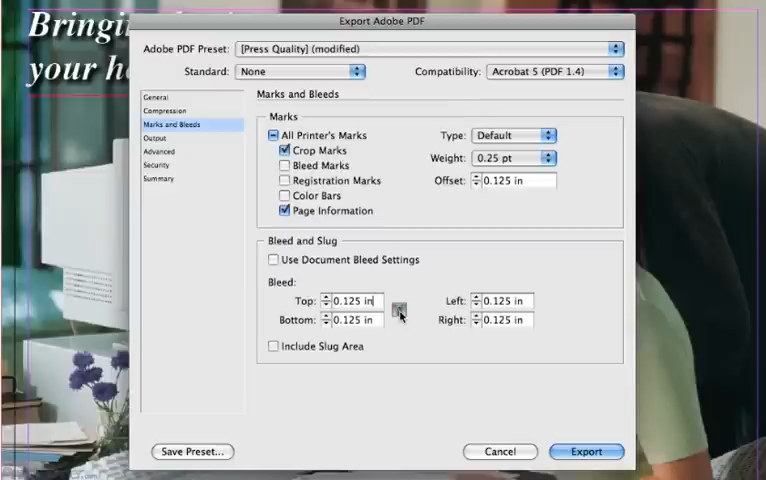 Export Adobe PDF
Adobe PDF Preset: [Press Quality] (modified)
Standard: None Compatibility: Acrobat 5 (PDF 1.4)
General
Compression
Marks and Bleeds
Output
Advanced
Security
Summary
Marks and Bleeds
Marks
All Printer's Marks
Crop Marks
Bleed Marks
Registration Marks
Color Bars
Page Information
Type: Default
Weight: 0.25 pt
Offset: 0.125 in
Bleed and Slug
Use Document Bleed Settings
Bleed:
Top: 0.125 in Left: 0.125 in
Bottom: 0.125 in Right: 0.125 in
Include Slug Area
Save Preset... Cancel Export
your